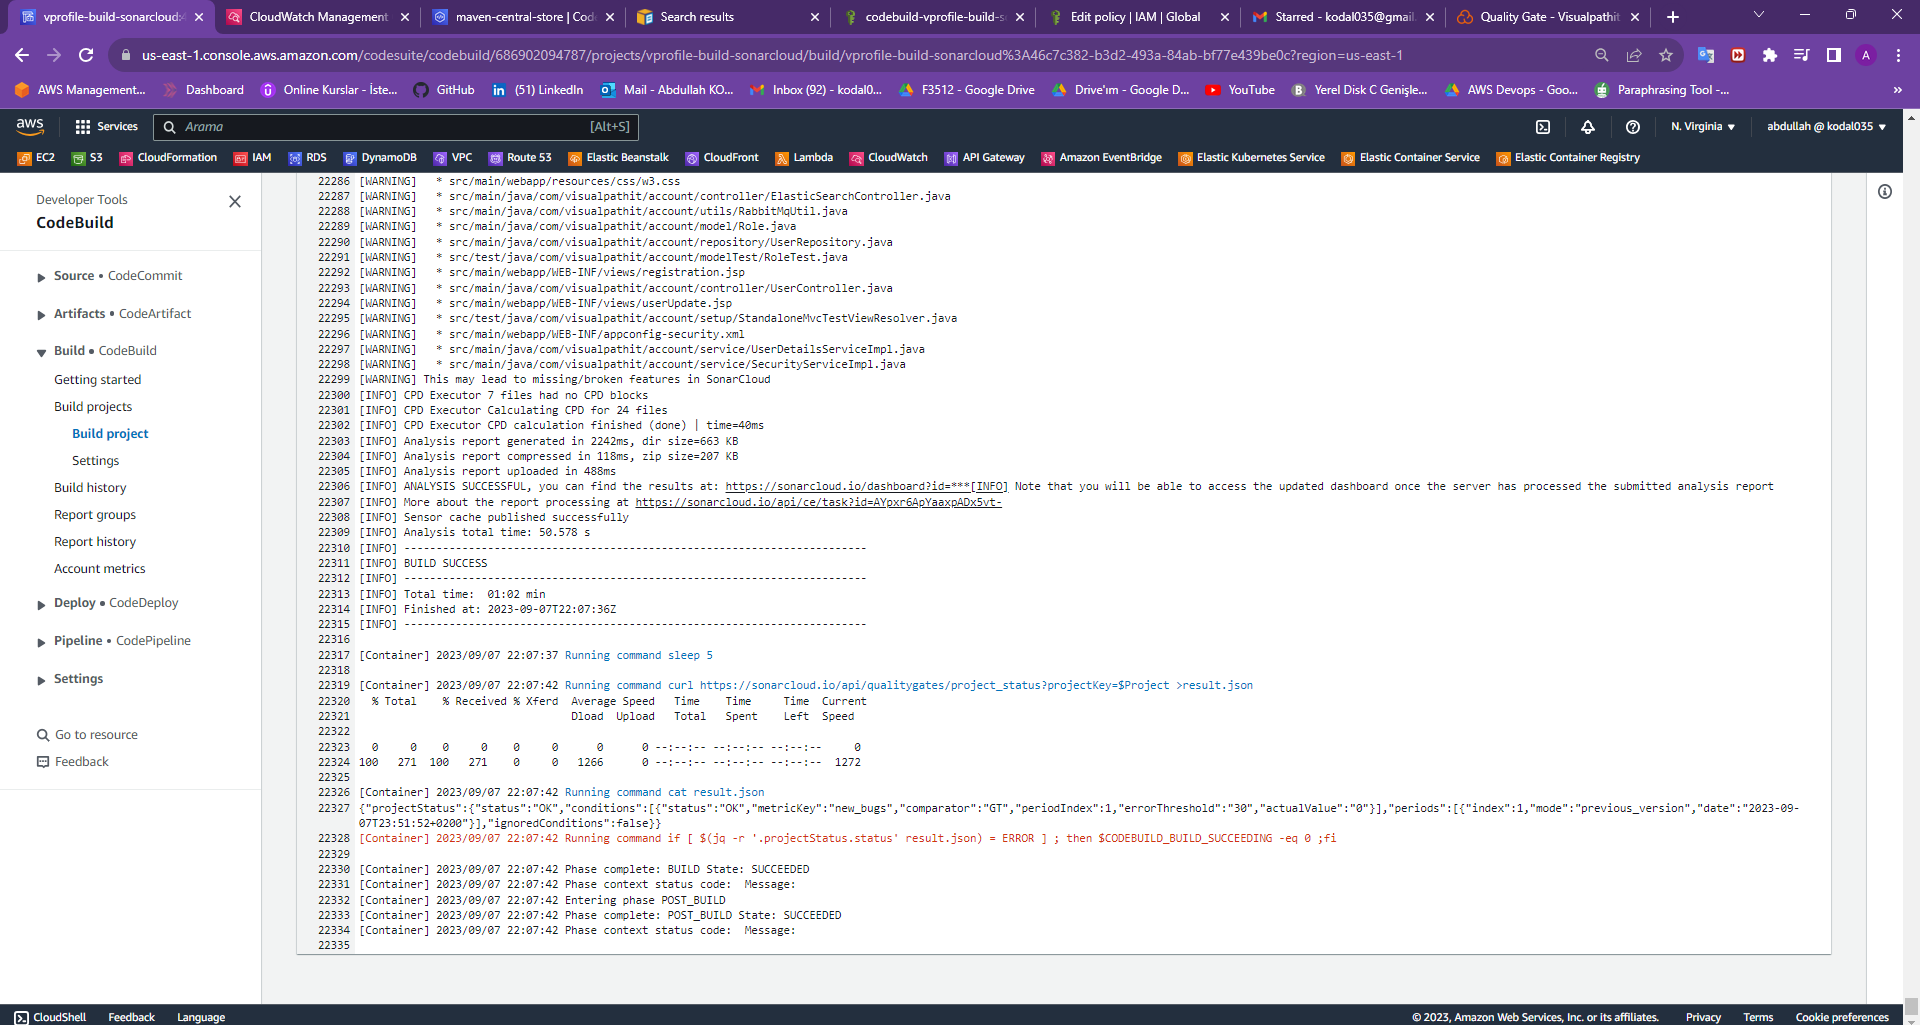 vprofile-build-sonarcloud:4
CloudWatch Management
maven-central-store | Cod
Search results
codebuild-vprofile-build-s
Edit policy | IAM | Global
Starred - kodal035@gmail.
Quality Gate - Visualpathit
us-east-1.console.aws.amazon.com/codesuite/codebuild/686902094787/projects/vprofile-build-sonarcloud/build/vprofile-build-sonarcloud%3A46c7c382-b3d2-493a-84ab-bf77e439be0c?region=us-east-1
A
AWS Management...
Dashboard
Online Kurslar - İste...
GitHub
(51) LinkedIn
Mail - Abdullah KO...
Inbox (92) - kodal0...
F3512 - Google Drive
Drive'ım - Google D...
YouTube
Yerel Disk C Genişle...
AWS Devops - Goo...
Paraphrasing Tool -...
»
aws
Services
Arama
[Alt+S]
N. Virginia
abdullah @ kodal035
EC2
S3
CloudFormation
IAM
RDS
DynamoDB
VPC
Route 53
Elastic Beanstalk
CloudFront
Lambda
CloudWatch
API Gateway
Amazon EventBridge
Elastic Kubernetes Service
Elastic Container Service
Elastic Container Registry
Developer Tools
CodeBuild
Source • CodeCommit
Artifacts • CodeArtifact
Build • CodeBuild
Getting started
Build projects
Build project
Settings
Build history
Report groups
Report history
Account metrics
Deploy • CodeDeploy
Pipeline • CodePipeline
Settings
Go to resource
Feedback
22286 [WARNING]   * src/main/webapp/resources/css/w3.css
22287 [WARNING]   * src/main/java/com/visualpathit/account/controller/ElasticSearchController.java
22288 [WARNING]   * src/main/java/com/visualpathit/account/utils/RabbitMqUtil.java
22289 [WARNING]   * src/main/java/com/visualpathit/account/model/Role.java
22290 [WARNING]   * src/main/java/com/visualpathit/account/repository/UserRepository.java
22291 [WARNING]   * src/test/java/com/visualpathit/account/modelTest/RoleTest.java
22292 [WARNING]   * src/main/webapp/WEB-INF/views/registration.jsp
22293 [WARNING]   * src/main/java/com/visualpathit/account/controller/UserController.java
22294 [WARNING]   * src/main/webapp/WEB-INF/views/userUpdate.jsp
22295 [WARNING]   * src/test/java/com/visualpathit/account/setup/StandaloneMvcTestViewResolver.java
22296 [WARNING]   * src/main/webapp/WEB-INF/appconfig-security.xml
22297 [WARNING]   * src/main/java/com/visualpathit/account/service/UserDetailsServiceImpl.java
22298 [WARNING]   * src/main/java/com/visualpathit/account/service/SecurityServiceImpl.java
22299 [WARNING] This may lead to missing/broken features in SonarCloud
22300 [INFO] CPD Executor 7 files had no CPD blocks
22301 [INFO] CPD Executor Calculating CPD for 24 files
22302 [INFO] CPD Executor CPD calculation finished (done) | time=40ms
22303 [INFO] Analysis report generated in 2242ms, dir size=663 KB
22304 [INFO] Analysis report compressed in 118ms, zip size=207 KB
22305 [INFO] Analysis report uploaded in 488ms
22306 [INFO] ANALYSIS SUCCESSFUL, you can find the results at: https://sonarcloud.io/dashboard?id=***[INFO] Note that you will be able to access the updated dashboard once the server has processed the submitted analysis report
22307 [INFO] More about the report processing at https://sonarcloud.io/api/ce/task?id=AYpxr6ApYaaxpADx5vt-
22308 [INFO] Sensor cache published successfully
22309 [INFO] Analysis total time: 50.578 s
22310 [INFO] ------------------------------------------------------------------------
22311 [INFO] BUILD SUCCESS
22312 [INFO] ------------------------------------------------------------------------
22313 [INFO] Total time:  01:02 min
22314 [INFO] Finished at: 2023-09-07T22:07:36Z
22315 [INFO] ------------------------------------------------------------------------
22316
22317 [Container] 2023/09/07 22:07:37 Running command sleep 5
22318
22319 [Container] 2023/09/07 22:07:42 Running command curl https://sonarcloud.io/api/qualitygates/project_status?projectKey=$Project >result.json
22320   % Total    % Received % Xferd  Average Speed   Time    Time     Time  Current
22321                                  Dload  Upload   Total   Spent    Left  Speed
22322
22323   0     0    0     0    0     0      0      0 --:--:-- --:--:-- --:--:--     0
22324 100   271  100   271    0     0   1266      0 --:--:-- --:--:-- --:--:--  1272
22325
22326 [Container] 2023/09/07 22:07:42 Running command cat result.json
22327 {"projectStatus":{"status":"OK","conditions":[{"status":"OK","metricKey":"new_bugs","comparator":"GT","periodIndex":1,"errorThreshold":"30","actualValue":"0"}],"periods":[{"index":1,"mode":"previous_version","date":"2023-09-
07T23:51:52+0200"}],"ignoredConditions":false}}
22328 [Container] 2023/09/07 22:07:42 Running command if [ $(jq -r '.projectStatus.status' result.json) = ERROR ] ; then $CODEBUILD_BUILD_SUCCEEDING -eq 0 ;fi
22329
22330 [Container] 2023/09/07 22:07:42 Phase complete: BUILD State: SUCCEEDED
22331 [Container] 2023/09/07 22:07:42 Phase context status code:  Message:
22332 [Container] 2023/09/07 22:07:42 Entering phase POST_BUILD
22333 [Container] 2023/09/07 22:07:42 Phase complete: POST_BUILD State: SUCCEEDED
22334 [Container] 2023/09/07 22:07:42 Phase context status code:  Message:
22335
CloudShell
Feedback
Language
© 2023, Amazon Web Services, Inc. or its affiliates.
Privacy
Terms
Cookie preferences